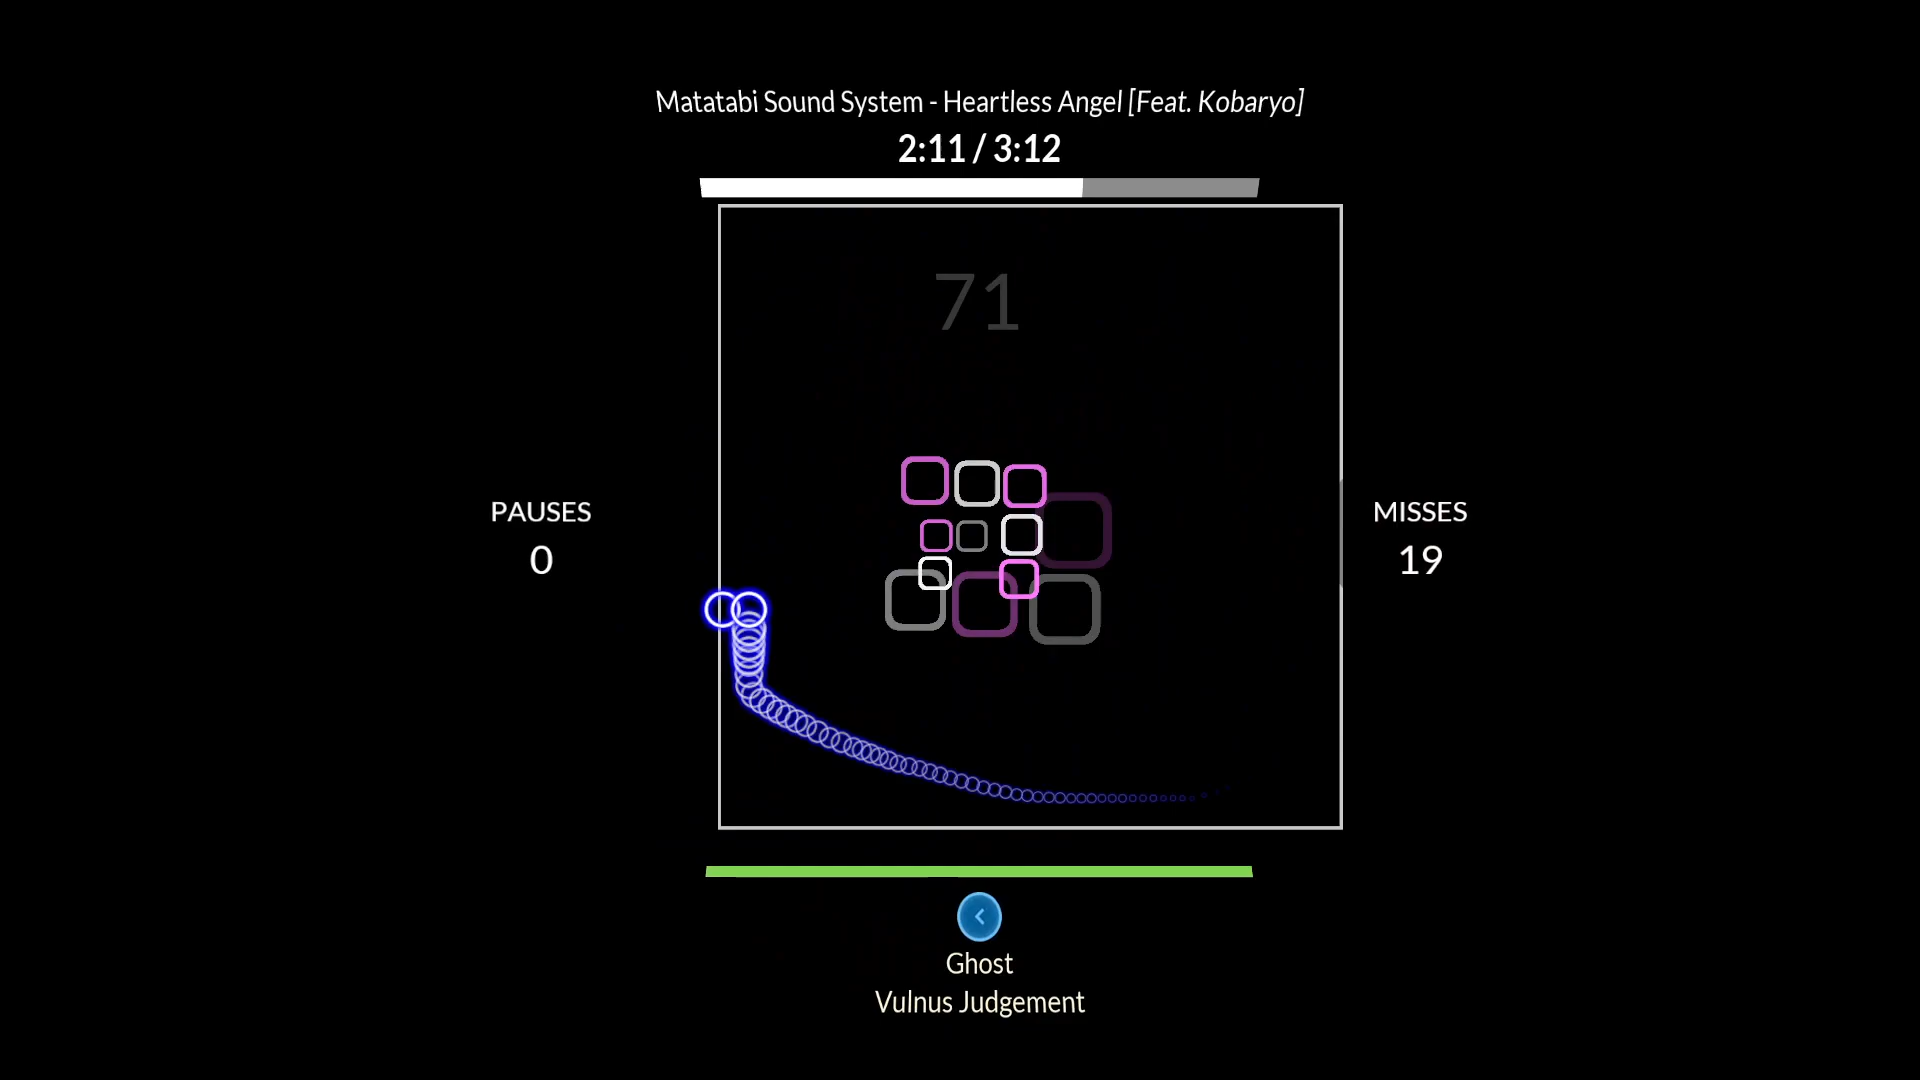 Matatabi Sound System - Heartless Angel [Feat. Kobaryo]
2:11 / 3:12
71
PAUSES
0
MISSES
19
Ghost
Vulnus Judgement